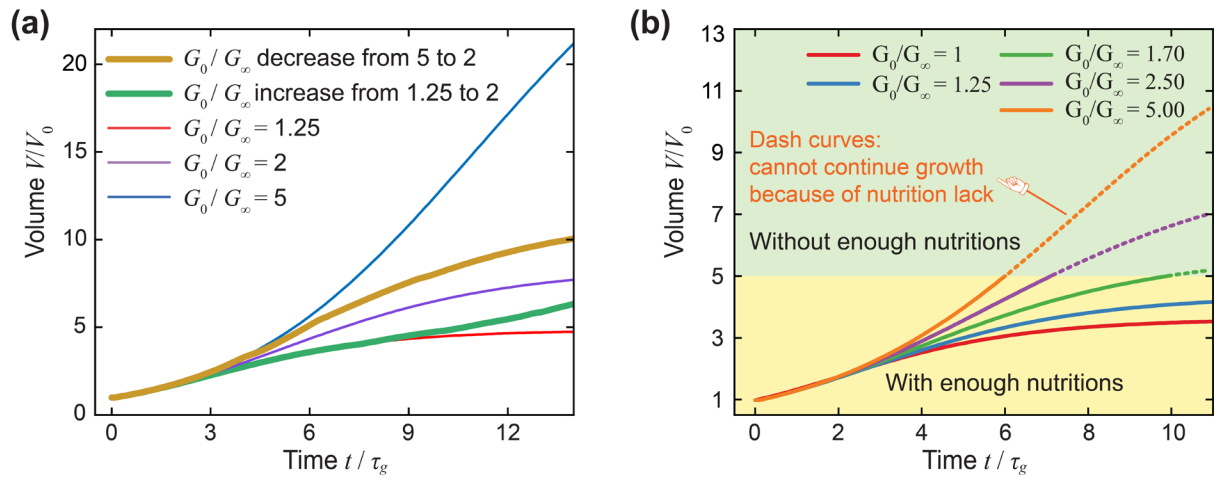 (a)
Volume V/V0
20
15
10
5
0
0 3 6 9 12
Time t / τg
G0 / G∞ decrease from 5 to 2
G0 / G∞ increase from 1.25 to 2
G0 / G∞ = 1.25
G0 / G∞ = 2
G0 / G∞ = 5
(b)
Volume V/V0
13
11
9
7
5
3
1
0 2 4 6 8 10
Time t / τg
G0/G∞ = 1
G0/G∞ = 1.25
G0/G∞ = 1.70
G0/G∞ = 2.50
G0/G∞ = 5.00
Dash curves:
cannot continue growth
because of nutrition lack
Without enough nutritions
With enough nutritions